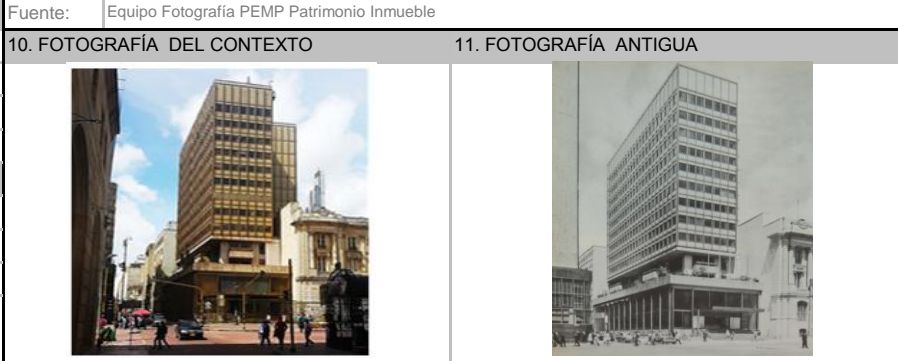 Fuente: Equipo Fotografía PEMP Patrimonio Inmueble
10. FOTOGRAFÍA DEL CONTEXTO
11. FOTOGRAFÍA ANTIGUA